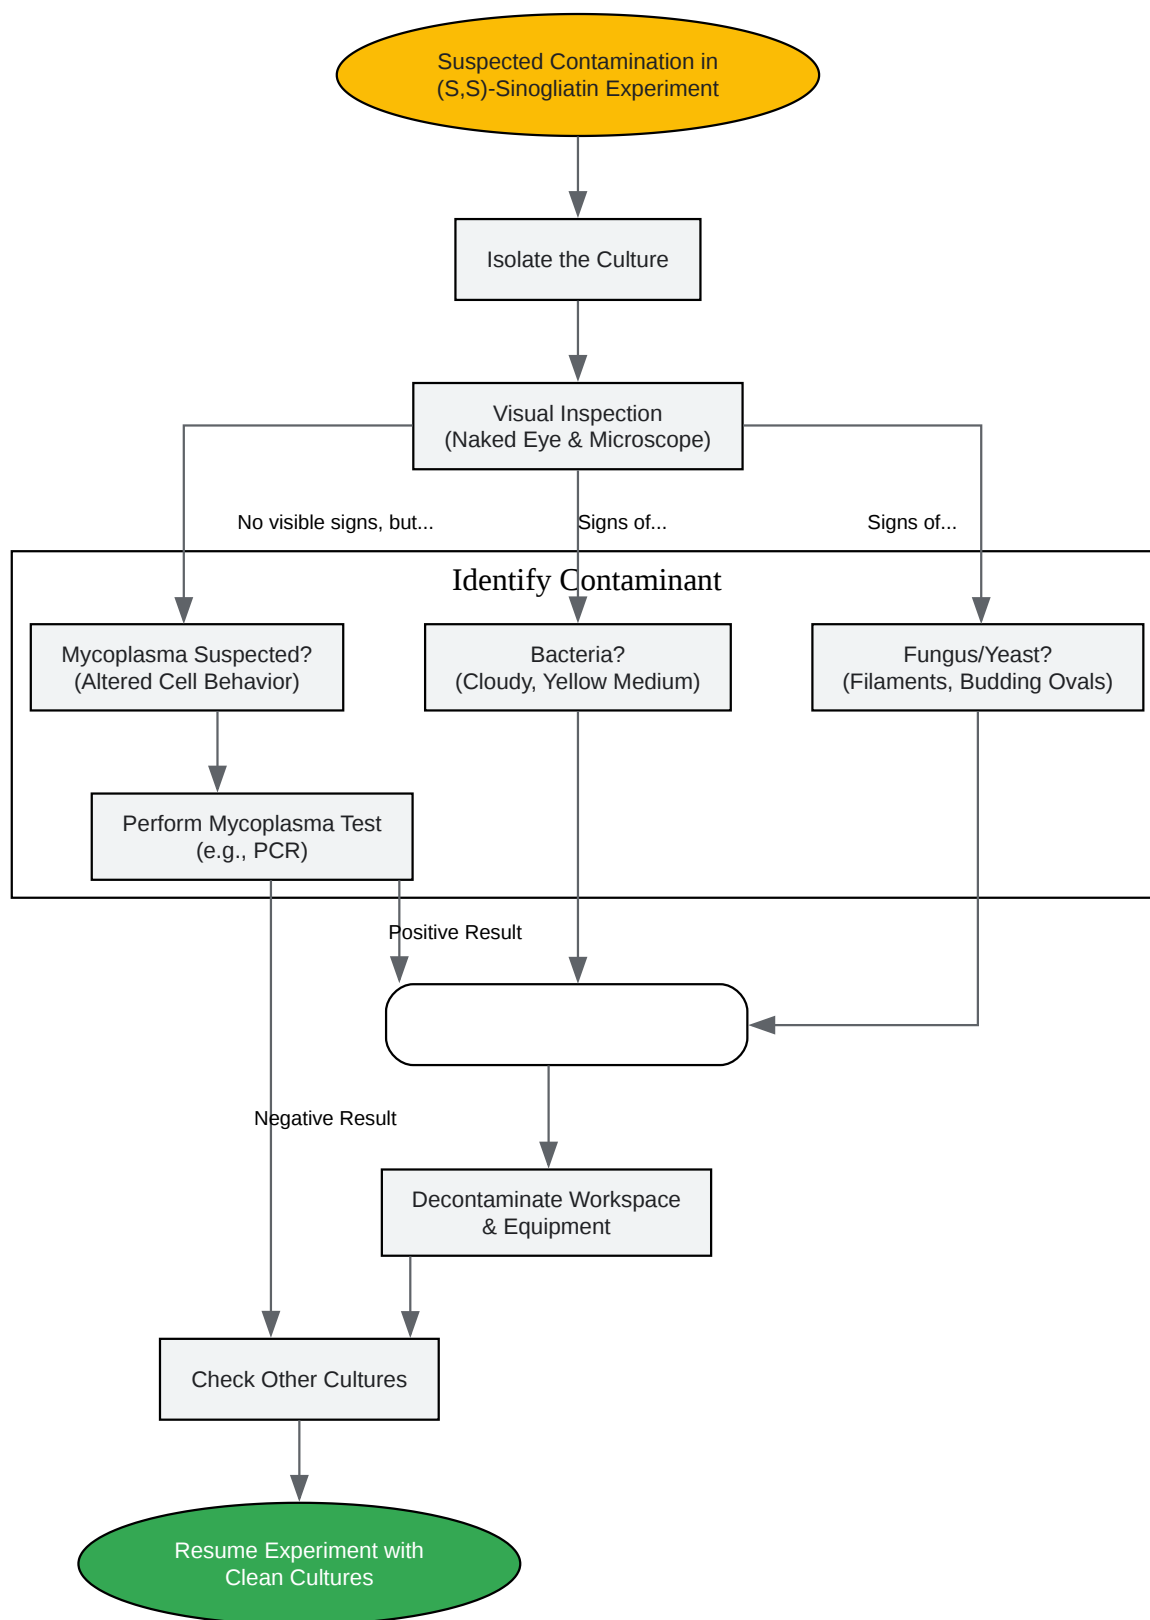 Suspected Contamination in
(S,S)-Sinogliatin Experiment
Isolate the Culture
Visual Inspection
(Naked Eye & Microscope)
No visible signs, but...
Signs of...
Signs of...
Identify Contaminant
Mycoplasma Suspected?
(Altered Cell Behavior)
Bacteria?
(Cloudy, Yellow Medium)
Fungus/Yeast?
(Filaments, Budding Ovals)
Perform Mycoplasma Test
(e.g., PCR)
Positive Result
Negative Result
Decontaminate Workspace
& Equipment
Check Other Cultures
Resume Experiment with
Clean Cultures